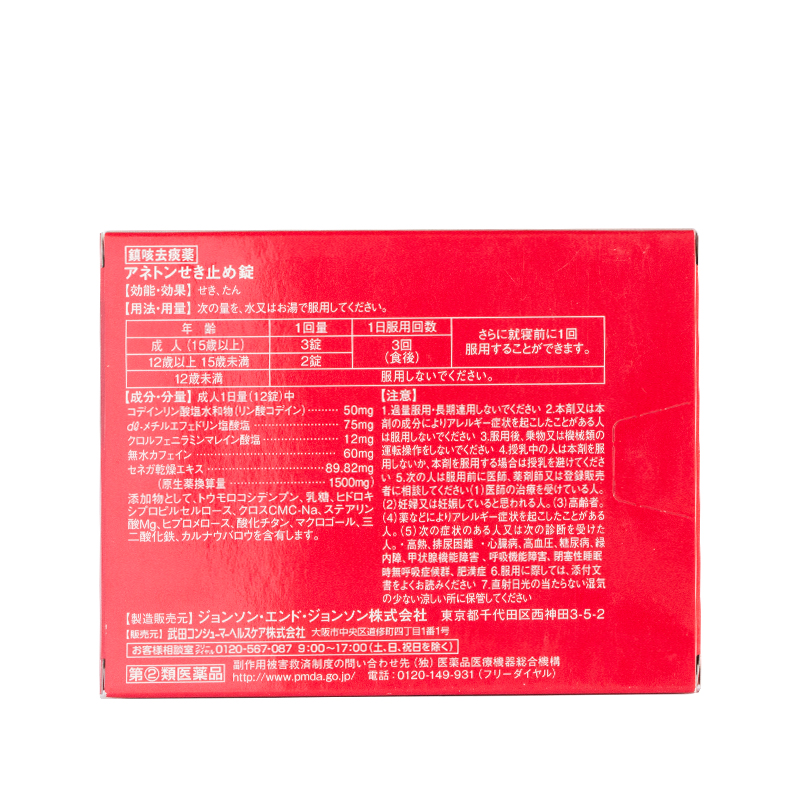 鎮咳去痰薬
アネトンせき止め錠
【効能・効果】せき、たん
【用法・用量】次の量を、水又はお湯で服用してください。
年 齢 1回量 1日服用回数 さらに就寝前に1回服用することができます。
成 人(15歳以上) 3錠 3回(食後)
12歳以上 15歳未満 2錠
12歳未満 服用しないでください。
【成分・分量】成人1日量(12錠)中
コデインリン酸塩水和物(リン酸コデイン)……… 50mg
dℓ-メチルエフェドリン塩酸塩……………… 75mg
クロルフェニラミンマレイン酸塩…………… 12mg
無水カフェイン……………………………… 60mg
セネガ乾燥エキス……………………… 89.82mg
(原生薬換算量…………………… 1500mg)
添加物として、トウモロコシデンプン、乳糖、ヒドロキ
シプロピルセルロース、クロスCMC-Na、ステアリン
酸Mg、ヒプロメロース、酸化チタン、マクロゴール、三
二酸化鉄、カルナウバロウを含有します。
【注意】
1.過量服用・長期連用しないでください 2.本剤又は本
剤の成分によりアレルギー症状を起こしたことがある人
は服用しないでください 3.服用後、乗物又は機械類の
運転操作をしないでください 4.授乳中の人は本剤を服
用しないか、本剤を服用する場合は授乳を避けてくださ
い 5.次の人は服用前に医師、薬剤師又は登録販売
者に相談してください(1)医師の治療を受けている人。
(2)妊婦又は妊娠していると思われる人。(3)高齢者。
(4)薬などによりアレルギー症状を起こしたことがある
人。(5)次の症状のある人又は次の診断を受けた
人。・高熱、排尿困難 ・心臓病、高血圧、糖尿病、緑
内障、甲状腺機能障害、呼吸機能障害、閉塞性睡眠
時無呼吸症候群、肥満症 6.服用に際しては、添付文
書をよくお読みください 7.直射日光の当たらない湿気
の少ない涼しい所に保管してください
【製造販売元】ジョンソン・エンド・ジョンソン株式会社 東京都千代田区西神田3-5-2
【販売元】武田コンシューマーヘルスケア株式会社 大阪市中央区道修町四丁目1番1号
お客様相談室 フリーダイヤル 0120-567-087 9:00~17:00(土、日、祝日を除く)
指②類医薬品 副作用被害救済制度の問い合わせ先(独)医薬品医療機器総合機構
http://www.pmda.go.jp/ 電話:0120-149-931(フリーダイヤル)